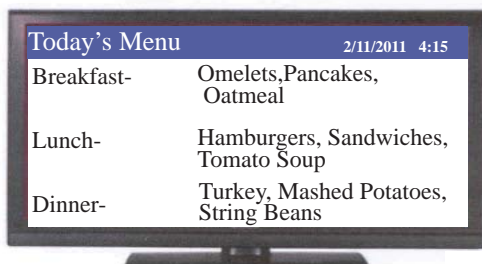 Today's Menu 2/11/2011 4:15
Breakfast- Omelets,Pancakes,
Oatmeal
Lunch- Hamburgers, Sandwiches,
Tomato Soup
Dinner- Turkey, Mashed Potatoes,
String Beans